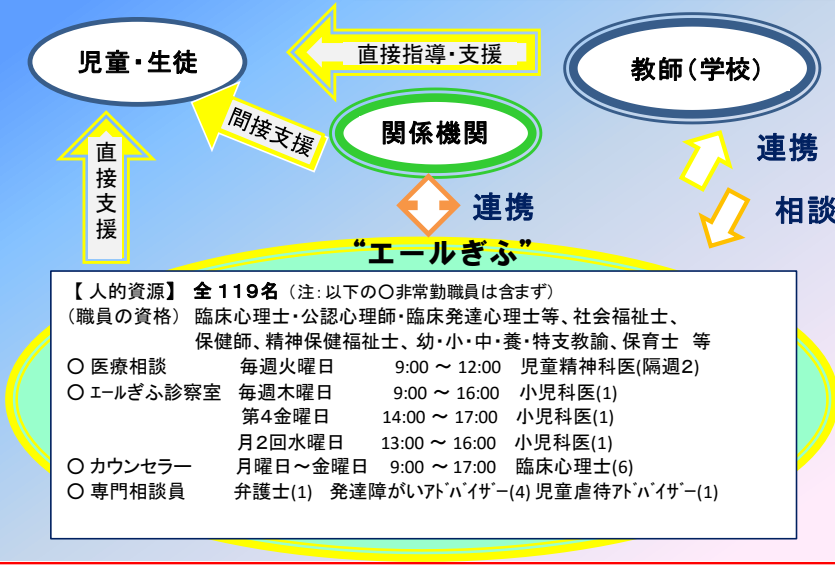 児童・生徒
直接指導・支援
教師（学校）
間接支援
関係機関
直接支援
連携
連携
相談
“エールぎふ”
【人的資源】 全119名（注：以下の○非常勤職員は含まず）
（職員の資格） 臨床心理士・公認心理師・臨床発達心理士等、社会福祉士、
保健師、精神保健福祉士、幼・小・中・養・特支教諭、保育士 等
○ 医療相談 毎週火曜日 9:00 ～ 12:00 児童精神科医(隔週2)
○ エールぎふ診察室 毎週木曜日 9:00 ～ 16:00 小児科医(1)
第4金曜日 14:00 ～ 17:00 小児科医(1)
月2回水曜日 13:00 ～ 16:00 小児科医(1)
○ カウンセラー 月曜日～金曜日 9:00 ～ 17:00 臨床心理士(6)
○ 専門相談員 弁護士(1) 発達障がいアドバイザー(4) 児童虐待アドバイザー(1)